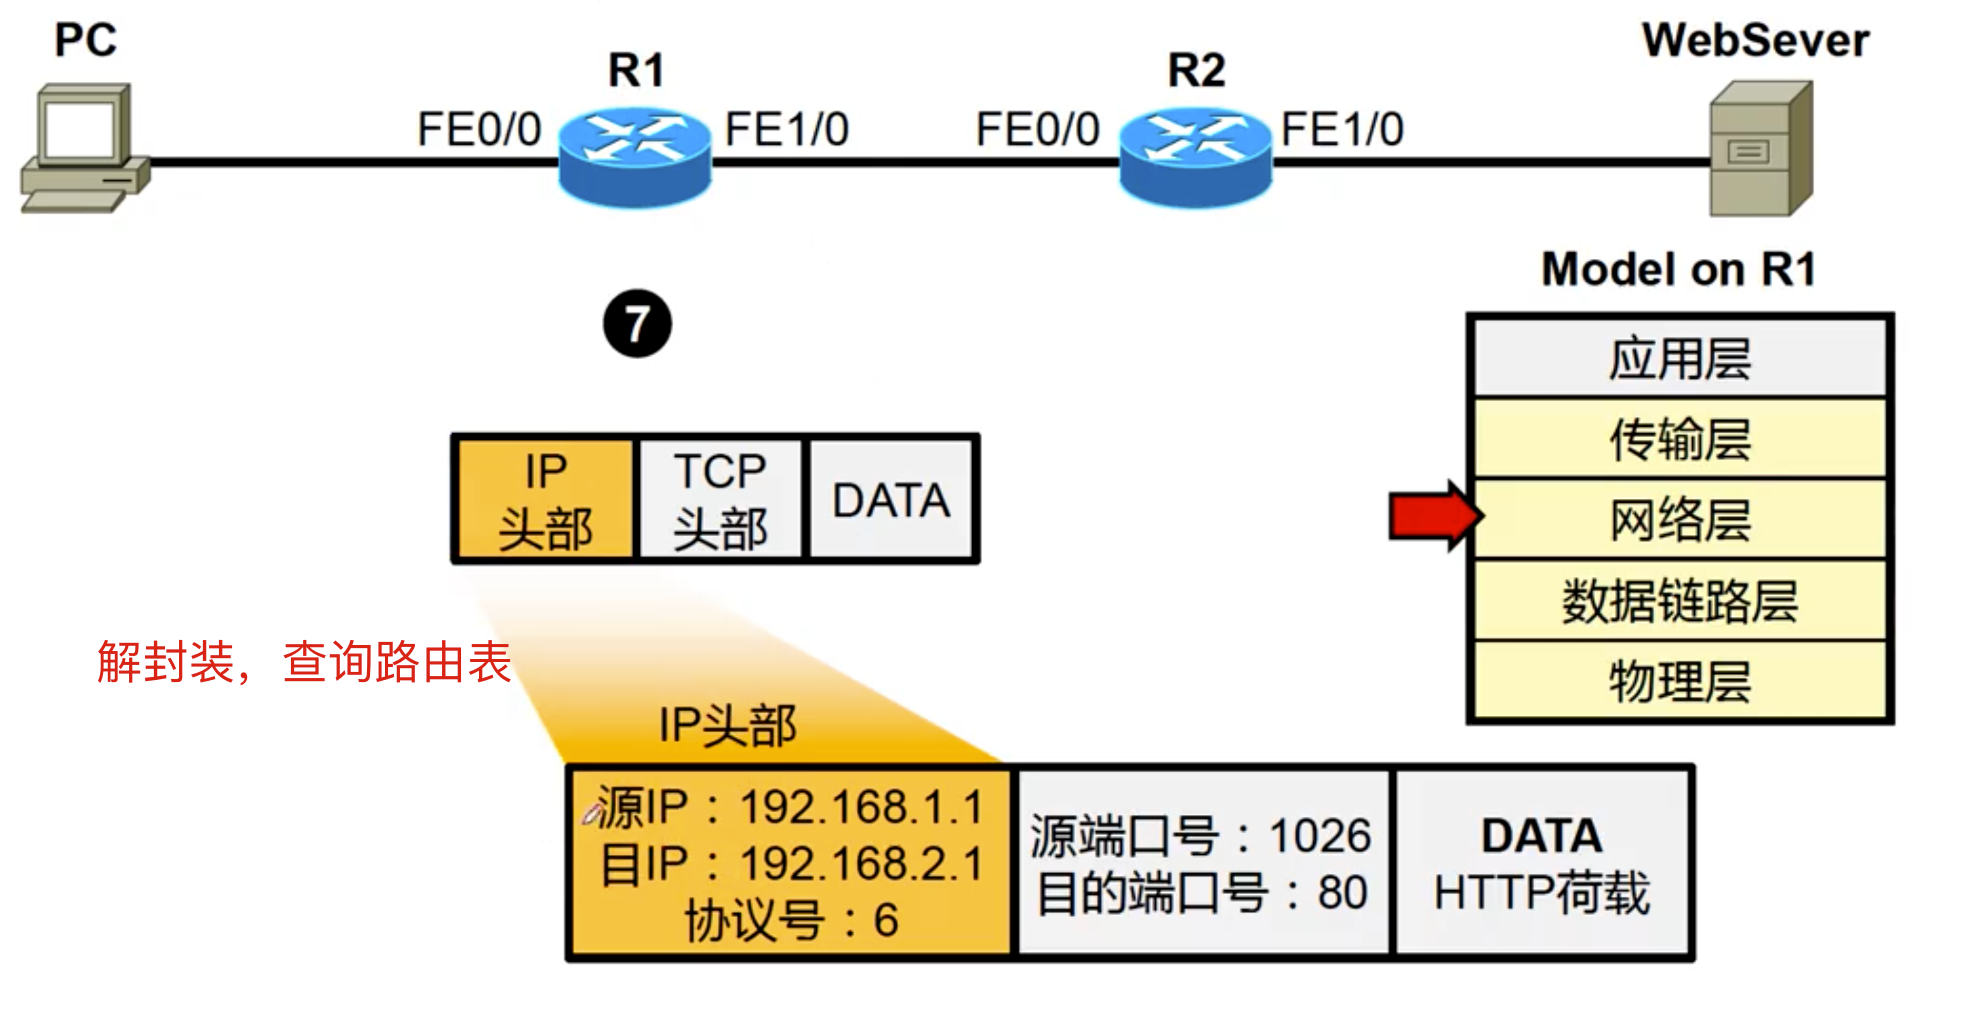 PC
WebSever
R1
R2
FE0/0
FE1/0
FE0/0
FE1/0
Model on R1
7
应用层
传输层
网络层
数据链路层
物理层
IP
头部
TCP
头部
DATA
解封装，查询路由表
IP头部
源IP：192.168.1.1
目IP：192.168.2.1
协议号：6
源端口号：1026
目的端口号：80
DATA
HTTP荷载